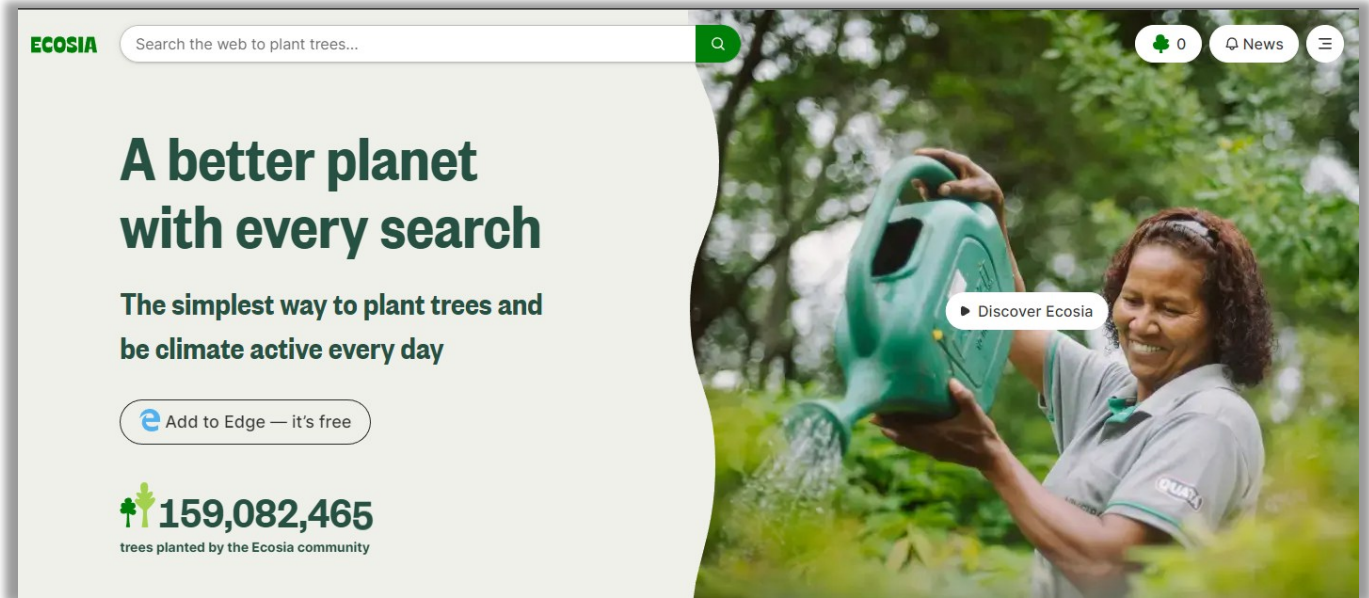 ECOSIA
Search the web to plant trees...
0
News
A better planet
with every search
The simplest way to plant trees and
be climate active every day
Discover Ecosia
Add to Edge — it's free
159,082,465
trees planted by the Ecosia community